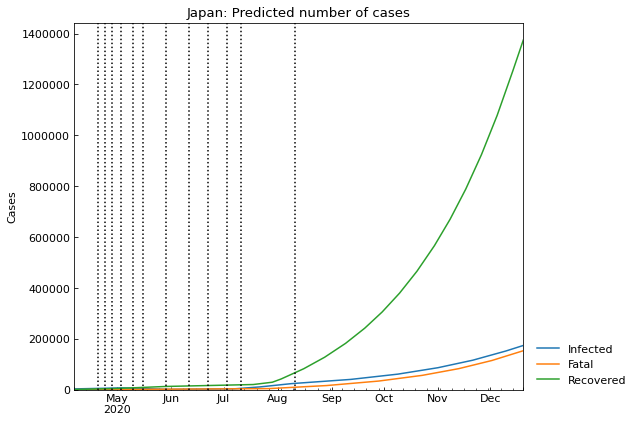 Japan: Predicted number of cases
1400000
1200000
1000000
800000
600000
400000
200000
0
Cases
May Jun Jul Aug Sep Oct Nov Dec
2020
Infected
Fatal
Recovered